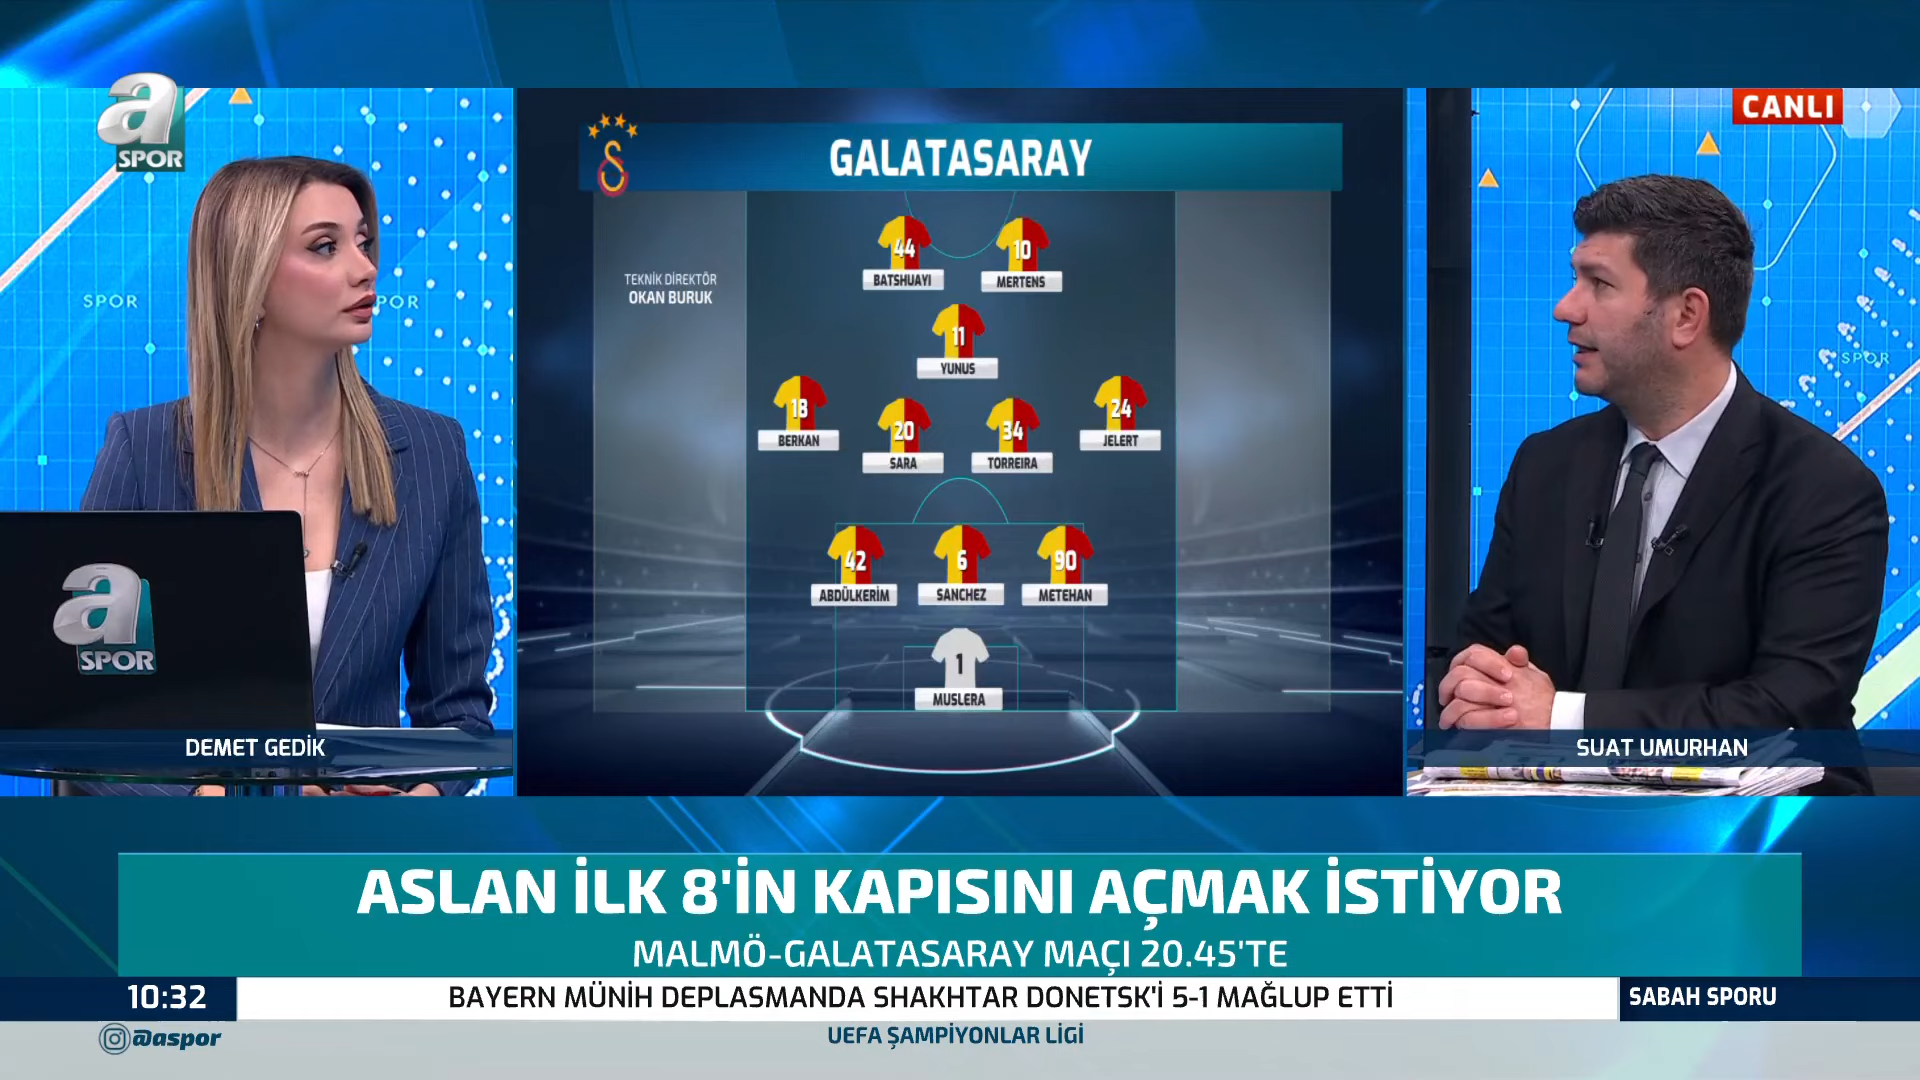 a
SPOR
CANLI
GALATASARAY
TEKNİK DİREKTÖR
OKAN BURUK
44
BATSHUAYI
10
MERTENS
11
YUNUS
18
BERKAN
20
SARA
34
TORREIRA
24
JELERT
42
ABDÜLKERİM
6
SANCHEZ
90
METEHAN
1
MUSLERA
SPOR
SPOR
SPOR
a
SPOR
DEMET GEDİK
SUAT UMURHAN
ASLAN İLK 8'İN KAPISINI AÇMAK İSTİYOR
MALMÖ-GALATASARAY MAÇI 20.45'TE
10:32
BAYERN MÜNİH DEPLASMANDA SHAKHTAR DONETSK'İ 5-1 MAĞLUP ETTİ
SABAH SPORU
@aspor
UEFA ŞAMPİYONLAR LİGİ